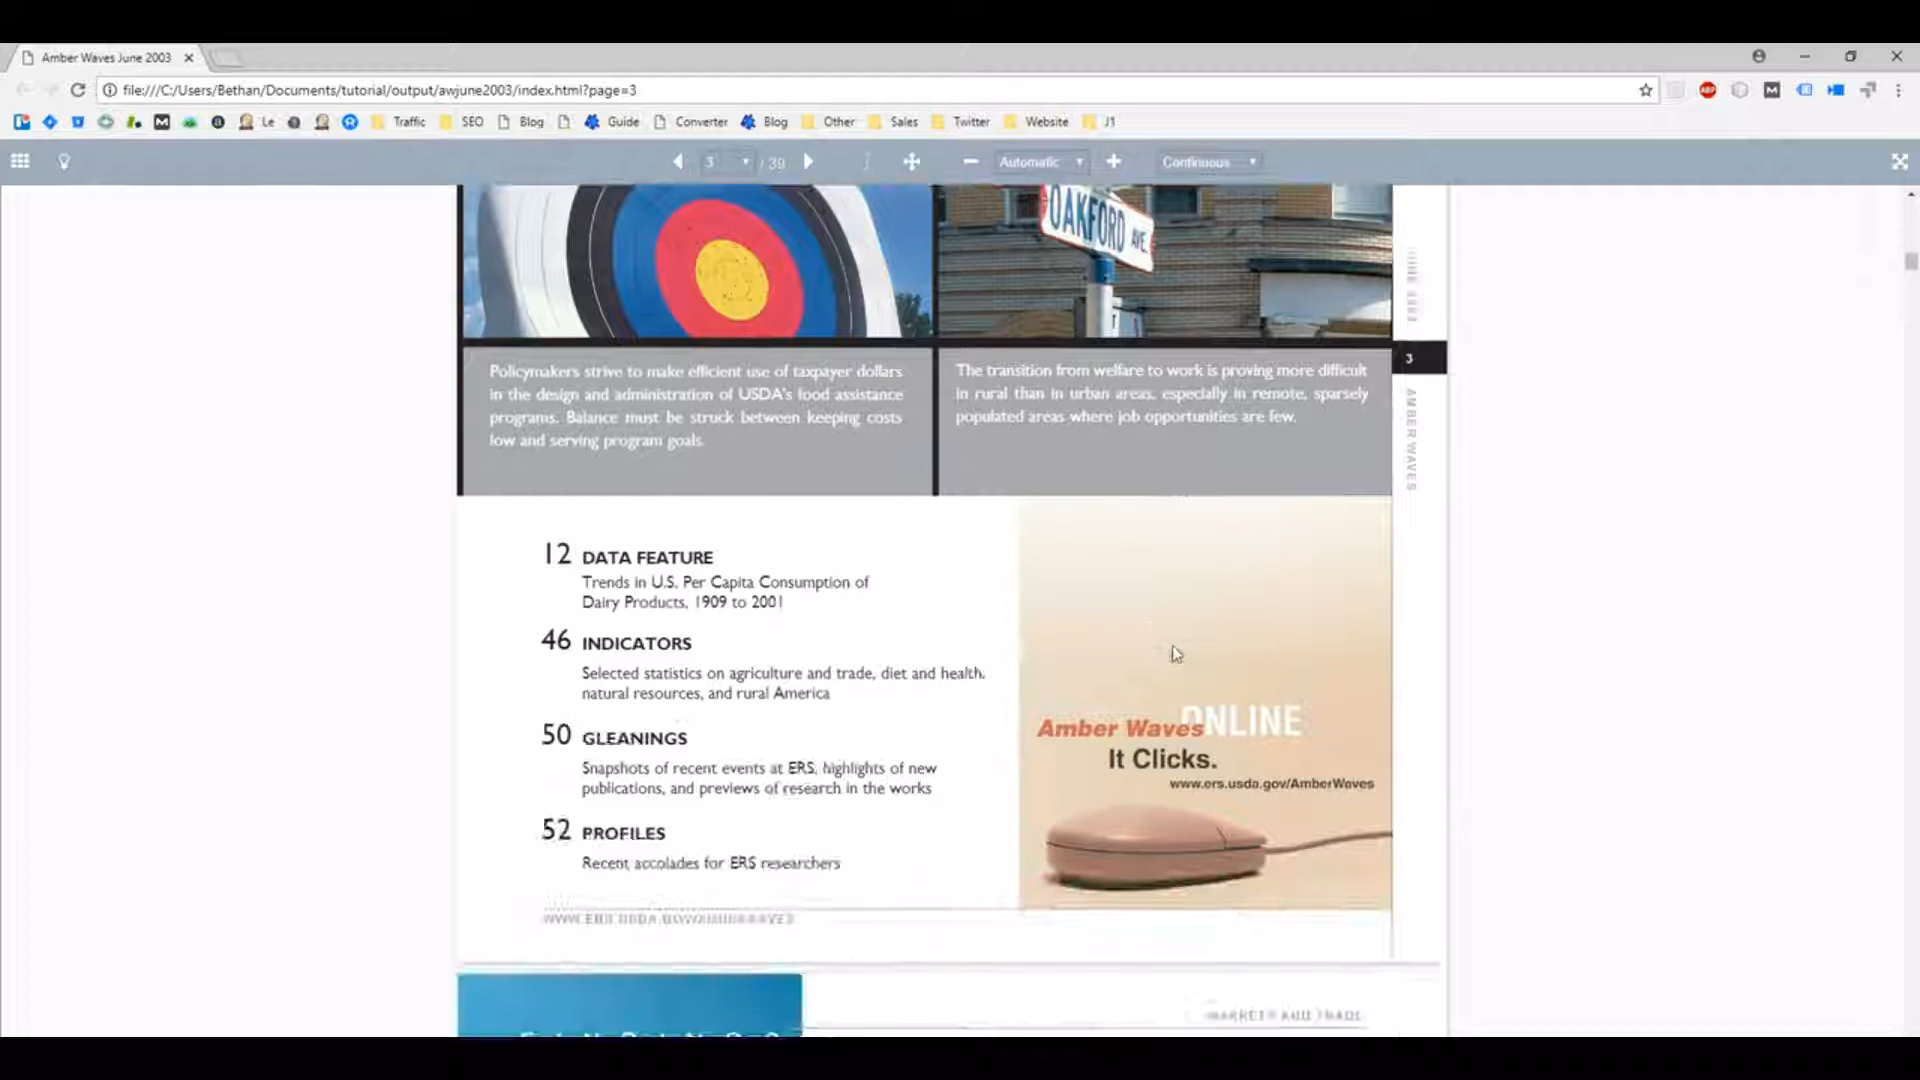 Amber Waves June 2003
file:///C:/Users/Bethan/Documents/tutorial/output/awjune2003/index.html?page=3
Le Traffic SEO Blog Guide Converter Blog Other Sales Twitter Website J1
3 / 39 Automatic Continuous
OAKFORD AVE.
Policymakers strive to make efficient use of taxpayer dollars
in the design and administration of USDA's food assistance
programs. Balance must be struck between keeping costs
low and serving program goals.
The transition from welfare to work is proving more difficult
in rural than in urban areas, especially in remote, sparsely
populated areas where job opportunities are few.
3
AMBER WAVES
12 DATA FEATURE
Trends in U.S. Per Capita Consumption of
Dairy Products, 1909 to 2001
46 INDICATORS
Selected statistics on agriculture and trade, diet and health,
natural resources, and rural America
50 GLEANINGS
Snapshots of recent events at ERS, highlights of new
publications, and previews of research in the works
52 PROFILES
Recent accolades for ERS researchers
Amber Waves ONLINE
It Clicks.
www.ers.usda.gov/AmberWaves